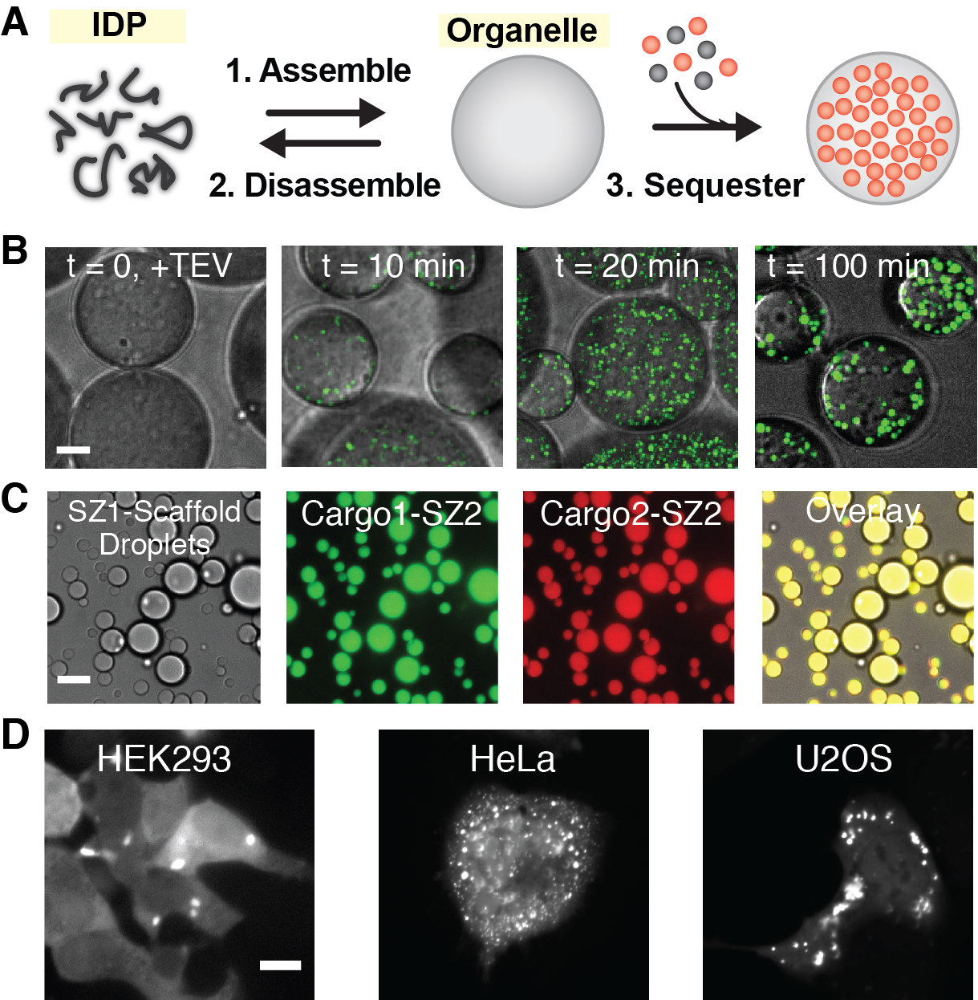 A
IDP
Organelle
1. Assemble
2. Disassemble
3. Sequester
B
t = 0, +TEV
t = 10 min
t = 20 min
t = 100 min
C
SZ1-Scaffold
Droplets
Cargo1-SZ2
Cargo2-SZ2
Overlay
D
HEK293
HeLa
U2OS